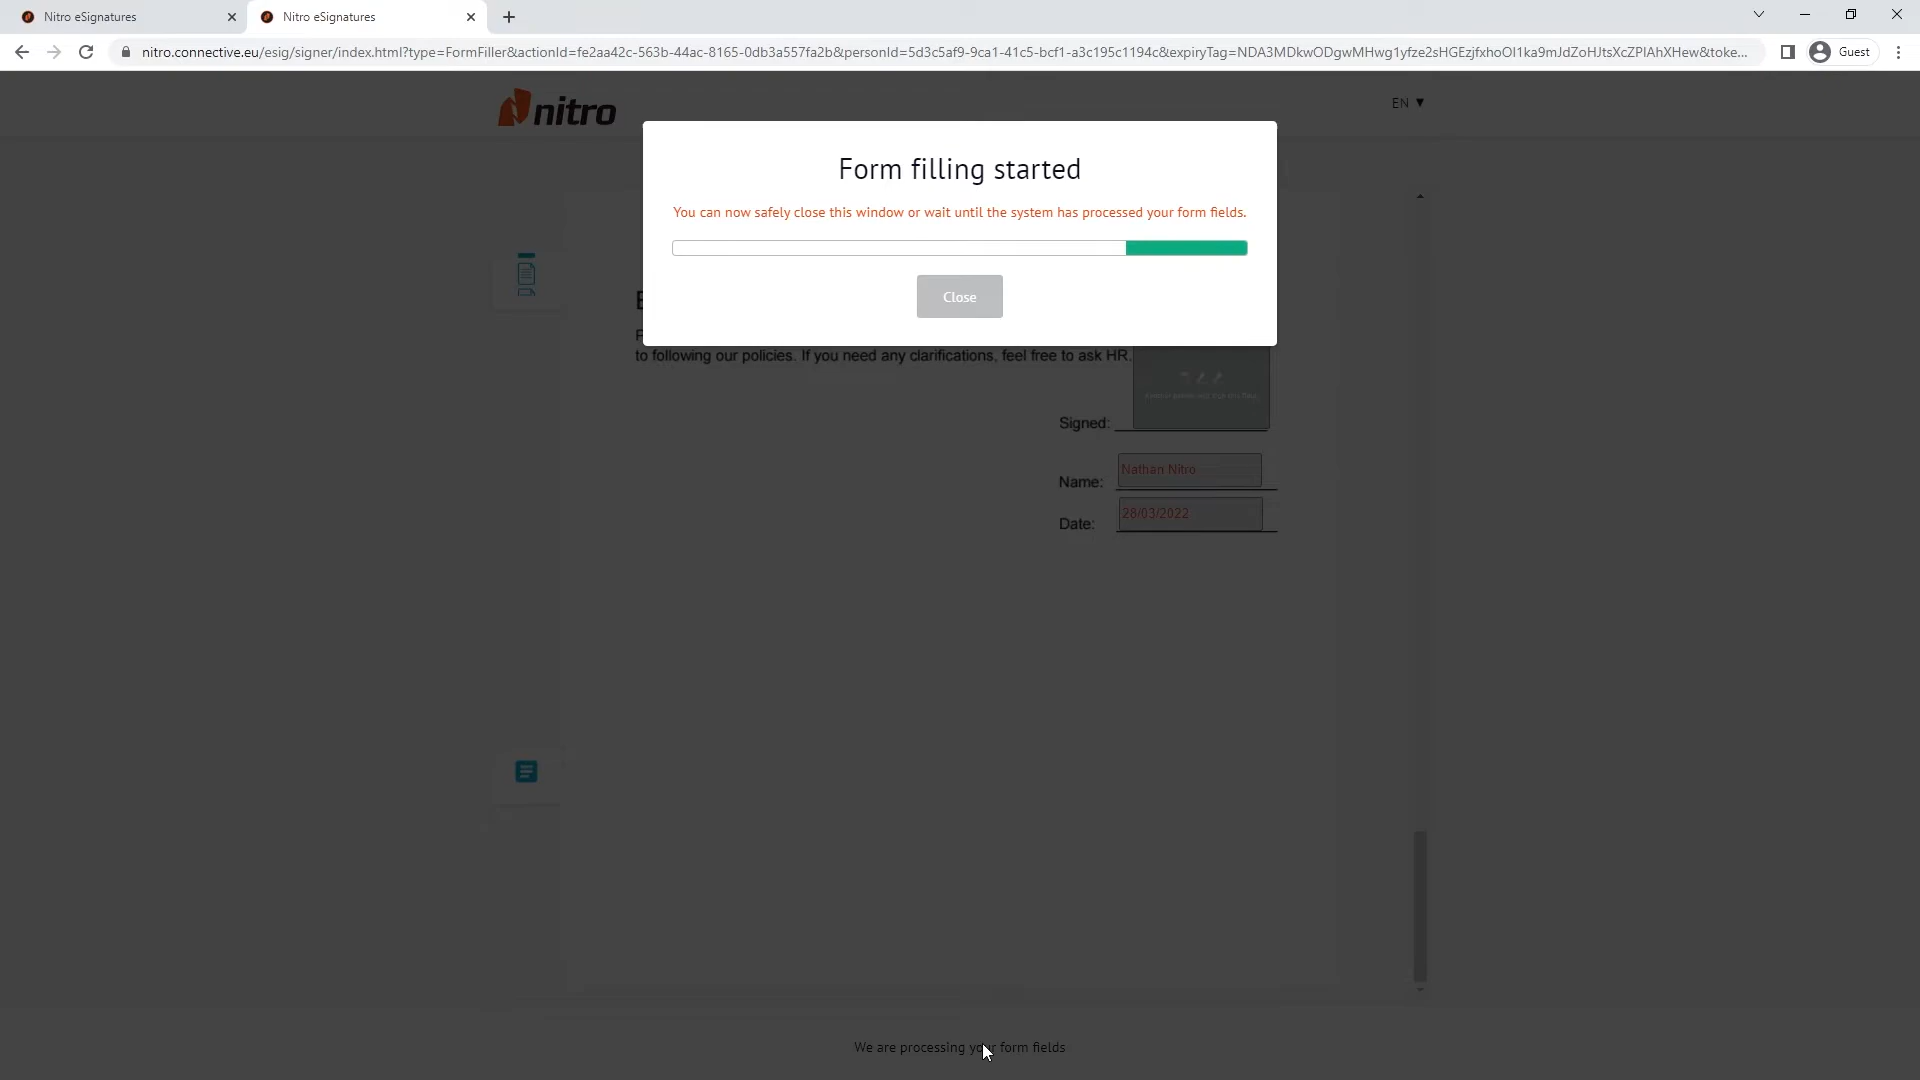 Nitro eSignatures
Nitro eSignatures
nitro.connective.eu/esig/signer/index.html?type=FormFiller&actionId=fe2aa42c-563b-44ac-8165-0db3a557fa2b&personId=5d3c5af9-9ca1-41c5-bcf1-a3c195c1194c&expiryTag=NDA3MDkwODgwMHwg1yfze2sHGEzjfxhoOI1ka9mJdZoHJtsXcZPIAhXHew&toke...
Guest
nitro
EN ▼
Form filling started
You can now safely close this window or wait until the system has processed your form fields.
Close
to following our policies. If you need any clarifications, feel free to ask HR.
Signed:
Name: Nathan Nitro
Date: 28/03/2022
We are processing your form fields